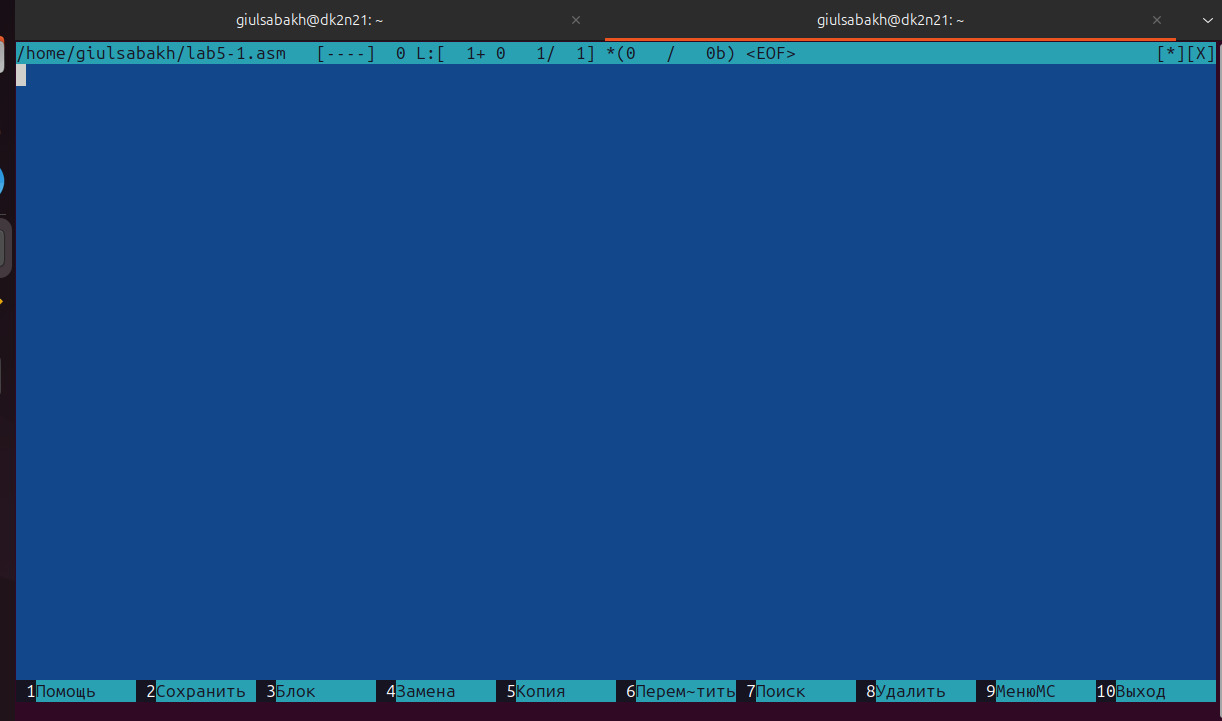 giulsabakh@dk2n21: ~ × giulsabakh@dk2n21: ~ ×
/home/giulsabakh/lab5-1.asm [----] 0 L:[ 1+ 0 1/ 1] *(0 / 0b) <EOF> [*][X]
1Помощь 2Сохранить 3Блок 4Замена 5Копия 6Перем~тить 7Поиск 8Удалить 9МенюMC 10Выход